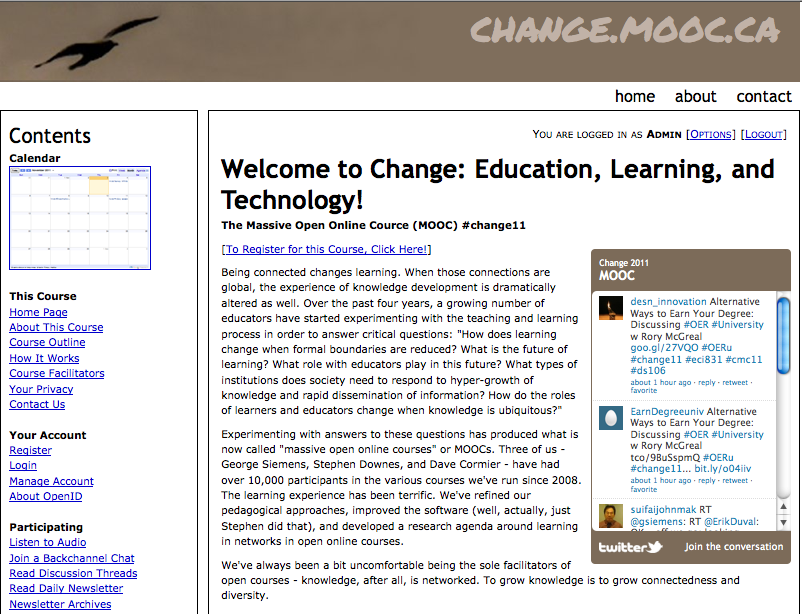 CHANGE.MOOC.CA
home about contact
Contents
Calendar
This Course
Home Page
About This Course
Course Outline
How It Works
Course Facilitators
Your Privacy
Contact Us
Your Account
Register
Login
Manage Account
About OpenID
Participating
Listen to Audio
Join a Backchannel Chat
Read Discussion Threads
Read Daily Newsletter
Newsletter Archives
You are logged in as Admin [Options] [Logout]
Welcome to Change: Education, Learning, and
Technology!
The Massive Open Online Cource (MOOC) #change11
[To Register for this Course, Click Here!]
Being connected changes learning. When those connections are
global, the experience of knowledge development is dramatically
altered as well. Over the past four years, a growing number of
educators have started experimenting with the teaching and learning
process in order to answer critical questions: "How does learning
change when formal boundaries are reduced? What is the future of
learning? What role with educators play in this future? What types of
institutions does society need to respond to hyper-growth of
knowledge and rapid dissemination of information? How do the roles
of learners and educators change when knowledge is ubiquitous?"
Experimenting with answers to these questions has produced what is
now called "massive open online courses" or MOOCs. Three of us -
George Siemens, Stephen Downes, and Dave Cormier - have had
over 10,000 participants in the various courses we've run since 2008.
The learning experience has been terrific. We've refined our
pedagogical approaches, improved the software (well, actually, just
Stephen did that), and developed a research agenda around learning
in networks in open online courses.
We've always been a bit uncomfortable being the sole facilitators of
open courses - knowledge, after all, is networked. To grow knowledge is to grow connectedness and
diversity.
Change 2011
MOOC
desn_innovation Alternative
Ways to Earn Your Degree:
Discussing #OER #University
w Rory McGreal
goo.gl/27VQO #OERu
#change11 #eci831 #cmc11
#ds106
about 1 hour ago · reply · retweet ·
favorite
EarnDegreeuniv Alternative
Ways to Earn Your Degree:
Discussing #OER #University
w Rory McGreal
tco/9BuSspmQ #OERu
#change11... bit.ly/o04iiv
about 1 hour ago · reply · retweet ·
favorite
suifaijohnmak RT
@gsiemens: RT @ErikDuval:
twitter Join the conversation